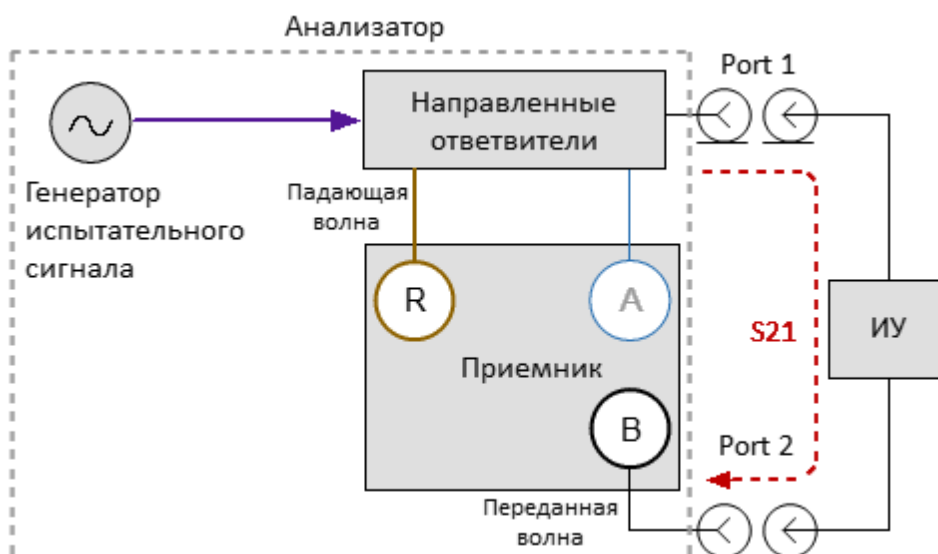 Анализатор
Port 1
Направленные
ответвители
Генератор
испытательного
сигнала
Падающая
волна
R
A
S21
ИУ
Приемник
B
Port 2
Переданная
волна